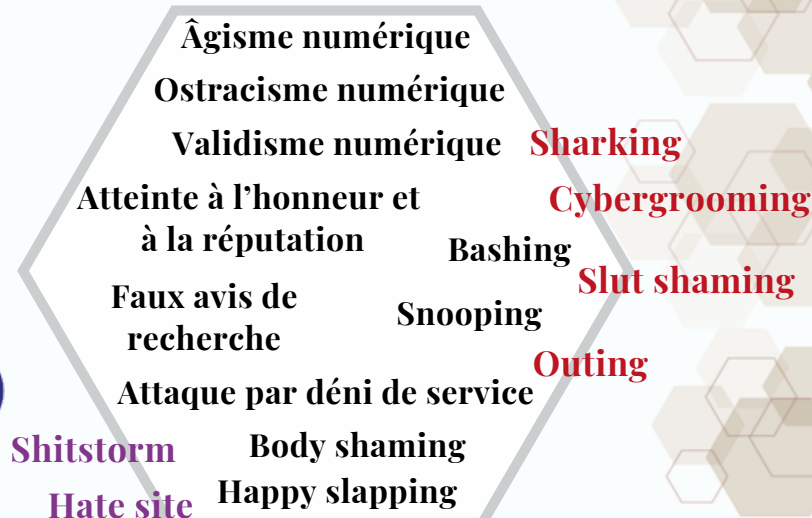 Âgisme numérique
Ostracisme numérique
Validisme numérique
Sharking
Atteinte à l’honneur et
à la réputation
Cybergrooming
Bashing
Slut shaming
Faux avis de
recherche
Snooping
Outing
Attaque par déni de service
Shitstorm
Body shaming
Hate site
Happy slapping